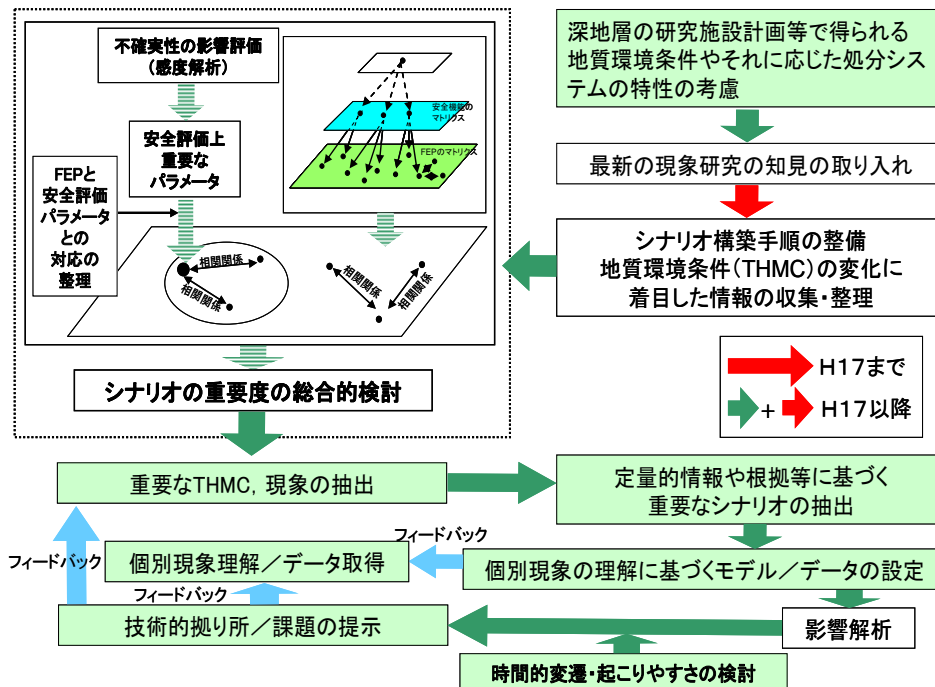 不確実性の影響評価
(感度解析)
安全評価上
重要な
パラメータ
FEPと
安全評価
パラメータ
との
対応の
整理
安全機能の
マトリクス
FEPのマトリクス
相関関係
相関関係
相関関係
相関関係
シナリオの重要度の総合的検討
深地層の研究施設計画等で得られる
地質環境条件やそれに応じた処分シス
テムの特性の考慮
最新の現象研究の知見の取り入れ
シナリオ構築手順の整備
地質環境条件(THMC)の変化に
着目した情報の収集・整理
H17まで
+ H17以降
重要なTHMC, 現象の抽出
定量的情報や根拠等に基づく
重要なシナリオの抽出
フィードバック
個別現象理解/データ取得
フィードバック
個別現象の理解に基づくモデル/データの設定
フィードバック
技術的拠り所/課題の提示
影響解析
時間的変遷・起こりやすさの検討